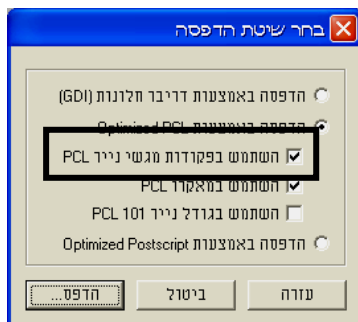 בחר שיטת הדפסה
הדפסה באמצעות דרייבר חלונות (GDI)
הדפסה באמצעות Optimized PCL
השתמש בפקודות מגשי נייר PCL
השתמש במאקרו PCL
השתמש בגודל נייר PCL 101
הדפסה באמצעות Optimized Postscript
עזרה ביטול הדפס...